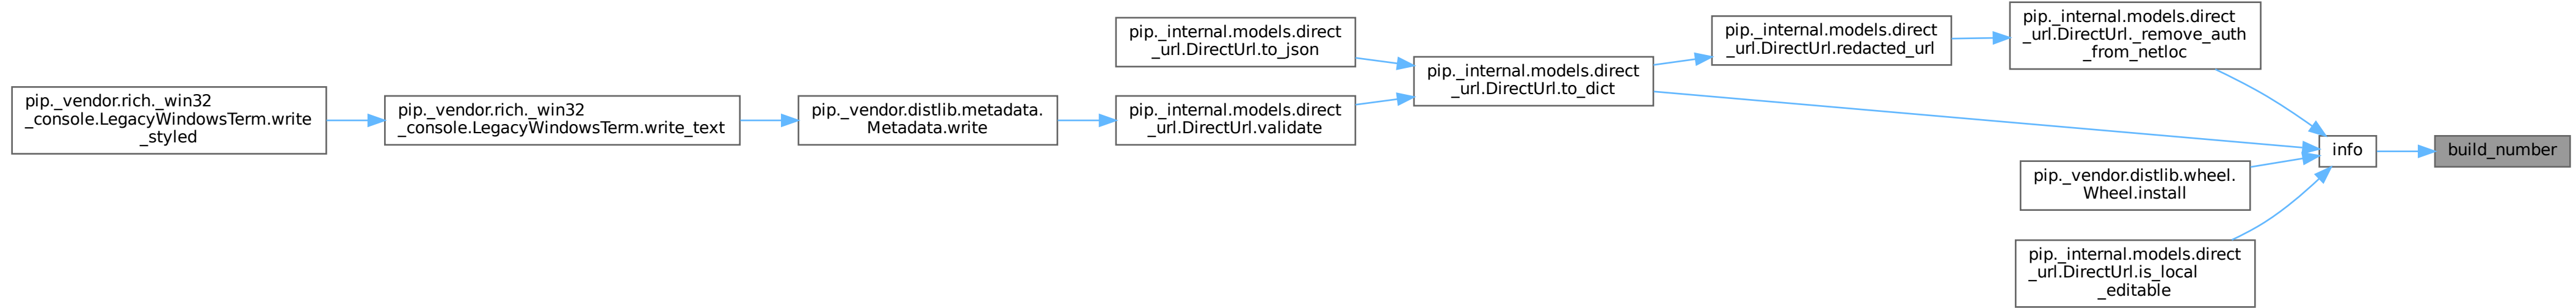 pip._vendor.rich._win32
_console.LegacyWindowsTerm.write
_styled
pip._vendor.rich._win32
_console.LegacyWindowsTerm.write_text
pip._vendor.distlib.metadata.
Metadata.write
pip._internal.models.direct
_url.DirectUrl.to_json
pip._internal.models.direct
_url.DirectUrl.validate
pip._internal.models.direct
_url.DirectUrl.to_dict
pip._internal.models.direct
_url.DirectUrl.redacted_url
pip._internal.models.direct
_url.DirectUrl._remove_auth
_from_netloc
pip._vendor.distlib.wheel.
Wheel.install
pip._internal.models.direct
_url.DirectUrl.is_local
_editable
info
build_number